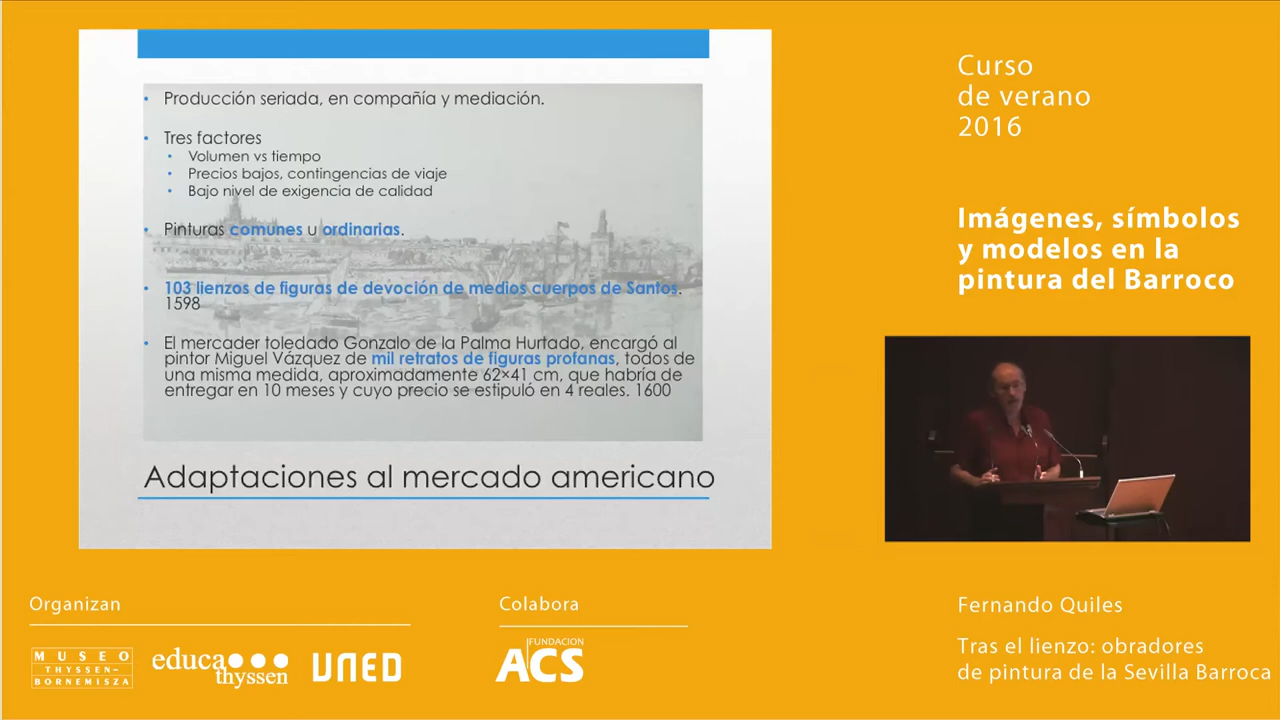 Producción seriada, en compañía y mediación.
Tres factores
Volumen vs tiempo
Precios bajos, contingencias de viaje
Bajo nivel de exigencia de calidad
Pinturas comunes u ordinarias.
103 lienzos de figuras de devoción de medios cuerpos de Santos.
1598
El mercader toledado Gonzalo de la Palma Hurtado, encargó al
pintor Miguel Vázquez de mil retratos de figuras profanas, todos de
una misma medida, aproximadamente 62×41 cm, que habría de
entregar en 10 meses y cuyo precio se estipuló en 4 reales. 1600
Adaptaciones al mercado americano
Curso
de verano
2016
Imágenes, símbolos
y modelos en la
pintura del Barroco
Organizan
MUSEO
THYSSEN-
BORNEMISZA
educa
thyssen
UNED
Colabora
FUNDACION
ACS
Fernando Quiles
Tras el lienzo: obradores
de pintura de la Sevilla Barroca